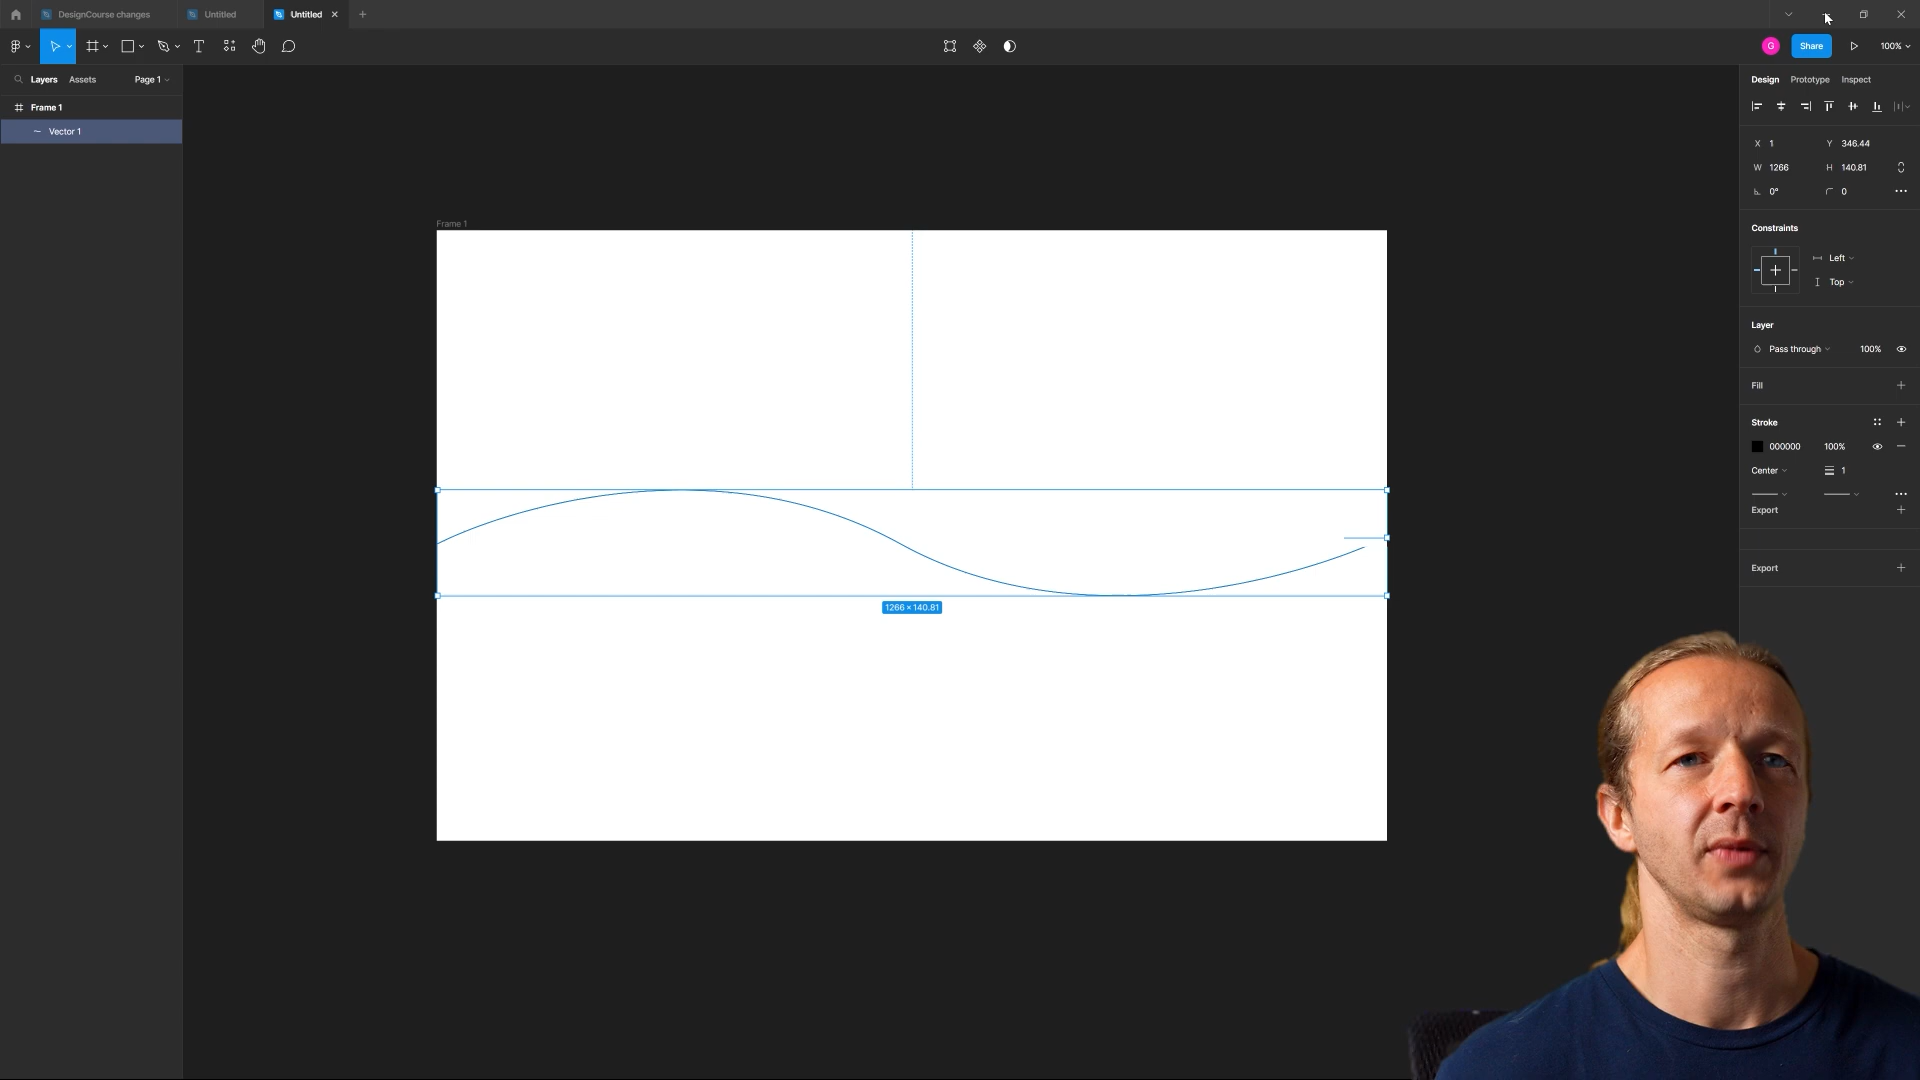 DesignCourse changes
Untitled
Untitled
G
Share
100%
Layers
Assets
Page 1
Design
Prototype
Inspect
Frame 1
Vector 1
X 1
Y 346.44
W 1266
H 140.81
0°
0
Constraints
Left
Top
Frame 1
Layer
Pass through
100%
Fill
Stroke
000000
100%
Center
1
Export
Export
1266 × 140.81